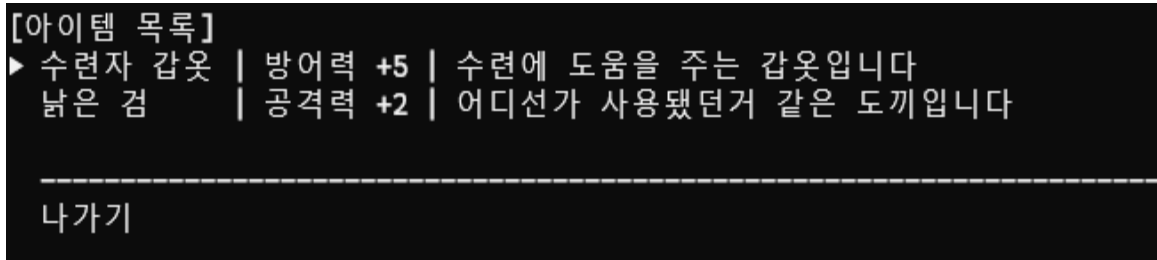 [아이템 목록]
▶ 수련자 갑옷 | 방어력 +5 | 수련에 도움을 주는 갑옷입니다
낡은 검 | 공격력 +2 | 어디선가 사용됐던거 같은 도끼입니다
나가기